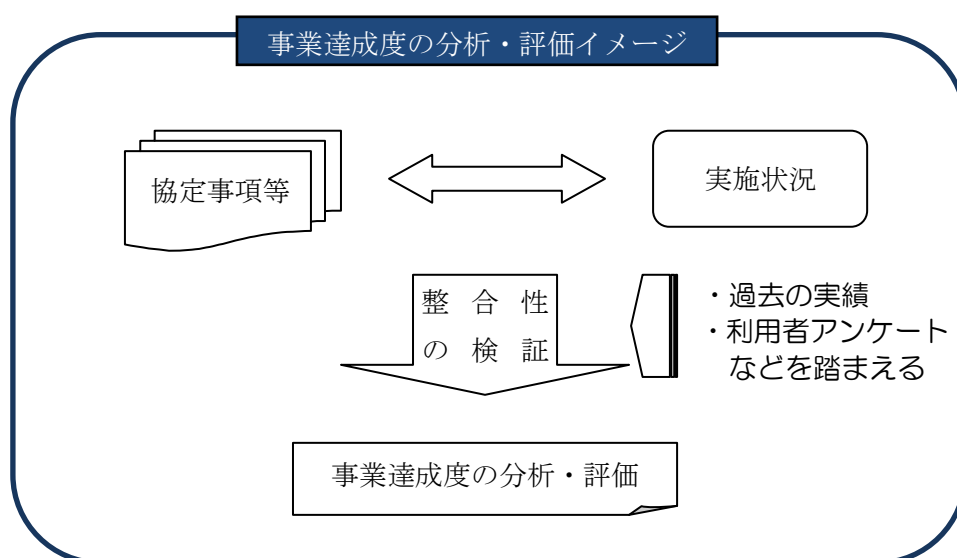 事業達成度の分析・評価イメージ
協定事項等
実施状況
整合性
の検証
・過去の実績
・利用者アンケート
などを踏まえる
事業達成度の分析・評価